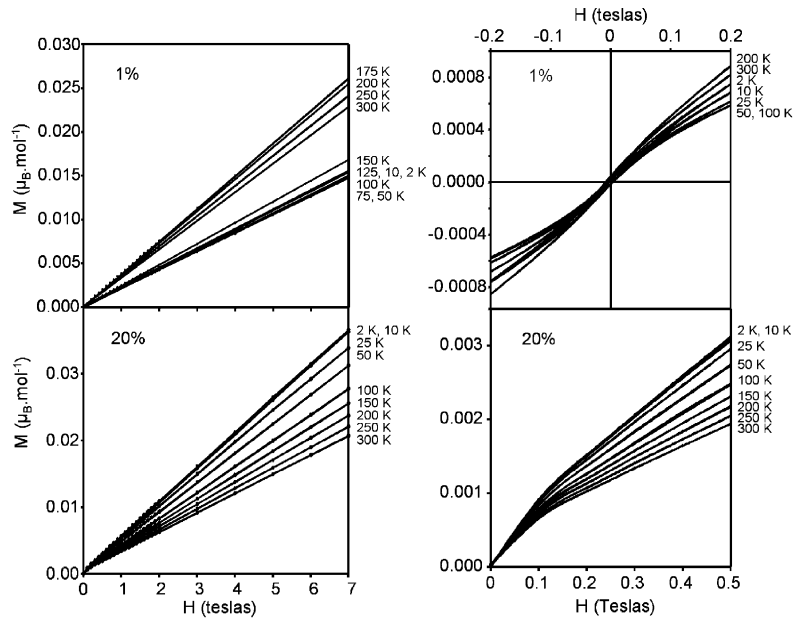 0.030
0.025
0.020
0.015
0.010
0.005
0.000
M (μB.mol-1)
1%
175 K
200 K
250 K
300 K
150 K
125, 10, 2 K
100 K
75, 50 K
H (teslas)
-0.2
-0.1
0
0.1
0.2
0.0008
0.0004
0.0000
-0.0004
-0.0008
1%
200 K
300 K
2 K
10 K
25 K
50, 100 K
0.03
0.02
0.01
0.00
M (μB.mol-1)
20%
2 K, 10 K
25 K
50 K
100 K
150 K
200 K
250 K
300 K
0
1
2
3
4
5
6
7
H (teslas)
0.003
0.002
0.001
0.000
20%
2 K, 10 K
25 K
50 K
100 K
150 K
200 K
250 K
300 K
0
0.1
0.2
0.3
0.4
0.5
H (Teslas)